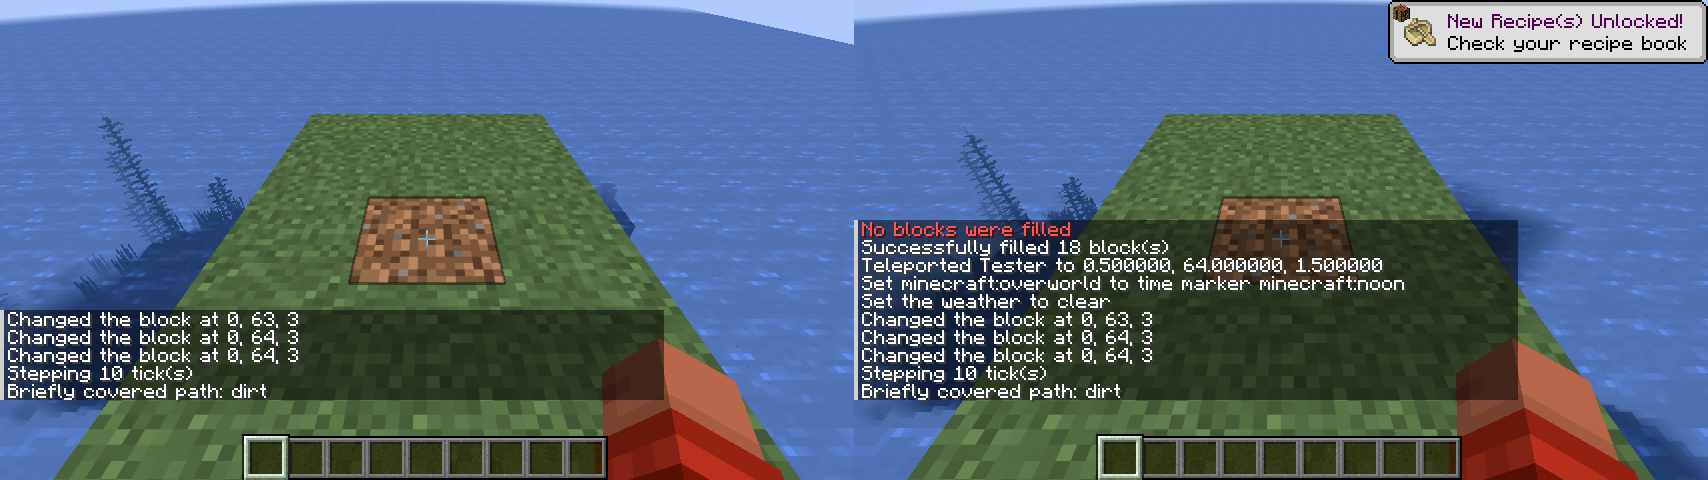 Changed the block at 0, 63, 3
Changed the block at 0, 64, 3
Changed the block at 0, 64, 3
Stepping 10 tick(s)
Briefly covered path: dirt
New Recipe(s) Unlocked!
Check your recipe book
No blocks were filled
Successfully filled 18 block(s)
Teleported Tester to 0.500000, 64.000000, 1.500000
Set minecraft:overworld to time marker minecraft:noon
Set the weather to clear
Changed the block at 0, 63, 3
Changed the block at 0, 64, 3
Changed the block at 0, 64, 3
Stepping 10 tick(s)
Briefly covered path: dirt